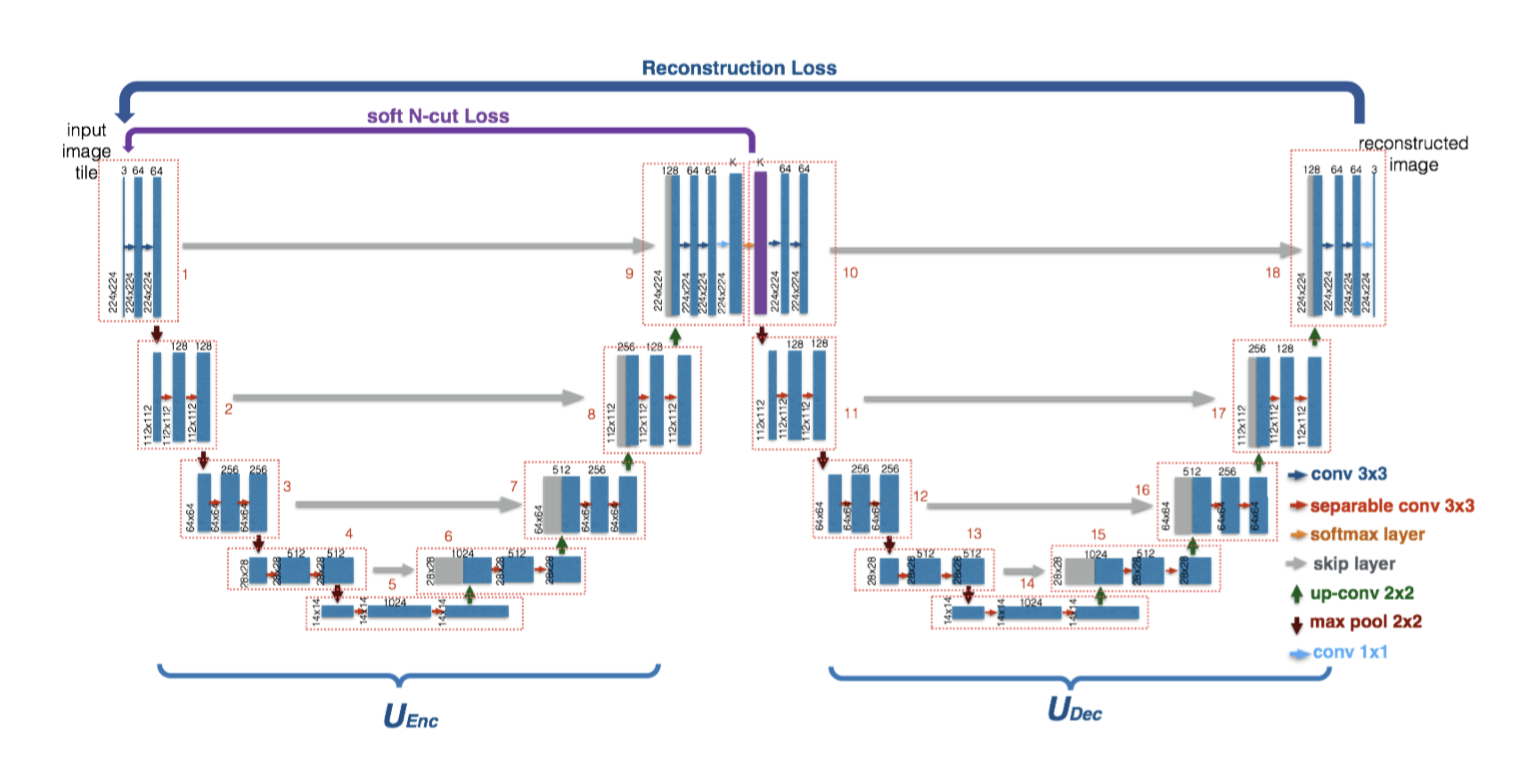 Reconstruction Loss
soft N-cut Loss
input
image
tile
reconstructed
image
3 64 64
224x224 224x224 224x224
1
128 64 64 K
224x224 224x224 224x224 224x224
9
K 64 64
224x224 224x224
10
128 64 64 3
224x224 224x224 224x224 224x224
18
128 128
112x112 112x112 112x112
2
256 128
112x112 112x112 112x112
8
128 128
112x112 112x112 112x112
11
256 128
112x112 112x112 112x112
17
256 256
64x64 64x64 64x64
3
512 256
64x64 64x64 64x64
7
256 256
64x64 64x64 64x64
12
512 256
64x64 64x64 64x64
16
4
512 512
28x28 28x28 28x28
6
1024 512
28x28 28x28 28x28
13
512 512
28x28 28x28 28x28
15
1024 512
28x28 28x28 28x28
5
1024
14x14 14x14 14x14
14
1024
14x14 14x14 14x14
conv 3x3
separable conv 3x3
softmax layer
skip layer
up-conv 2x2
max pool 2x2
conv 1x1
UEnc
UDec